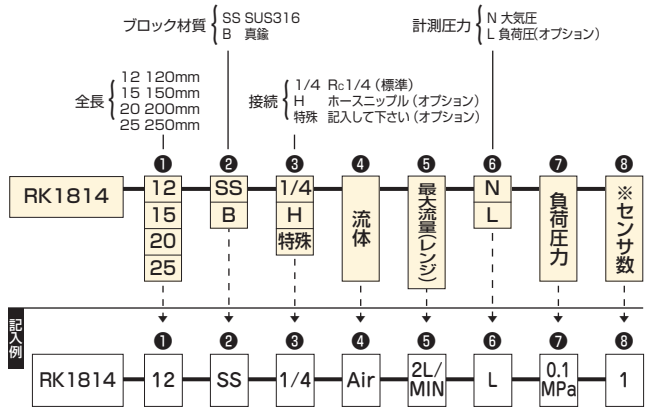 ブロック材質 SS SUS316
B 真鍮
計測圧力 N 大気圧
L 負荷圧(オプション)
全長 12 120mm
15 150mm
20 200mm
25 250mm
接続 1/4 Rc1/4 (標準)
H ホースニップル (オプション)
特殊 記入して下さい (オプション)
❶ ❷ ❸ ❹ ❺ ❻ ❼ ❽
RK1814 12 SS 1/4 流体 最大流量(レンジ) N 負荷圧力 ※センサ数
15 B H L
20 特殊
25
記入例
❶ ❷ ❸ ❹ ❺ ❻ ❼ ❽
RK1814 12 SS 1/4 Air 2L/MIN L 0.1MPa 1